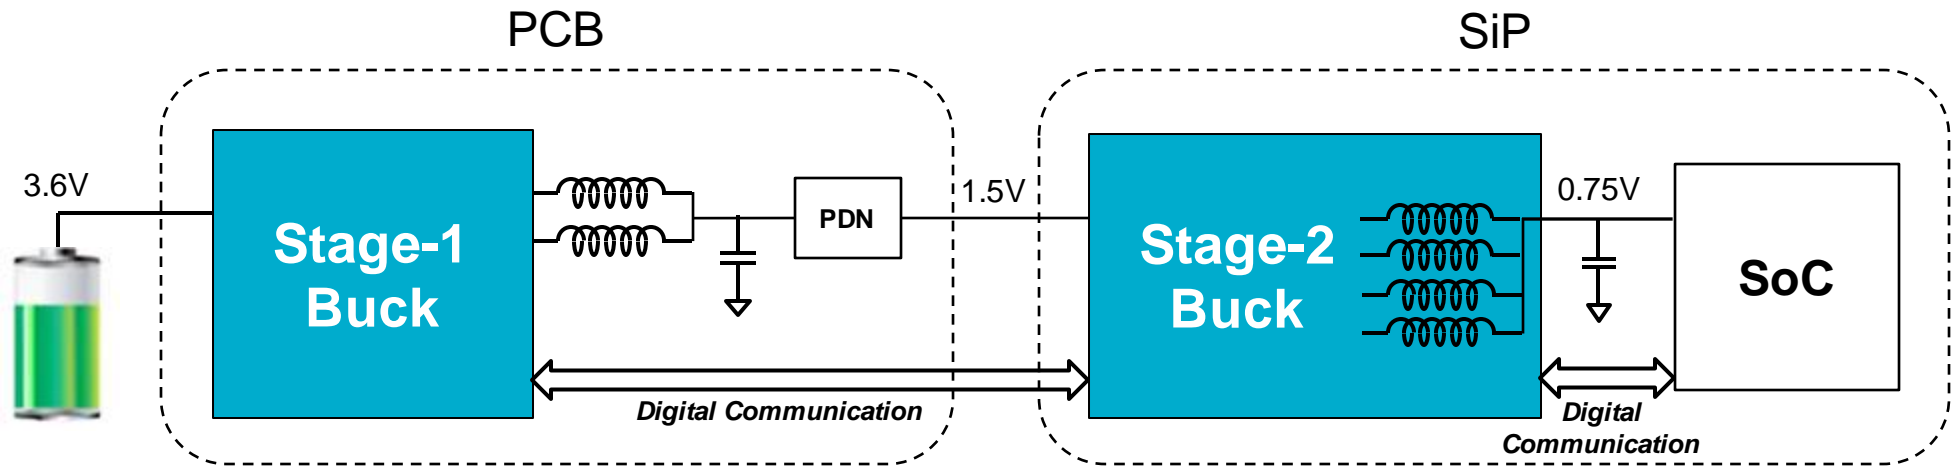 PCB
SiP
3.6V
Stage-1
Buck
PDN
1.5V
Stage-2
Buck
0.75V
SoC
Digital Communication
Digital
Communication